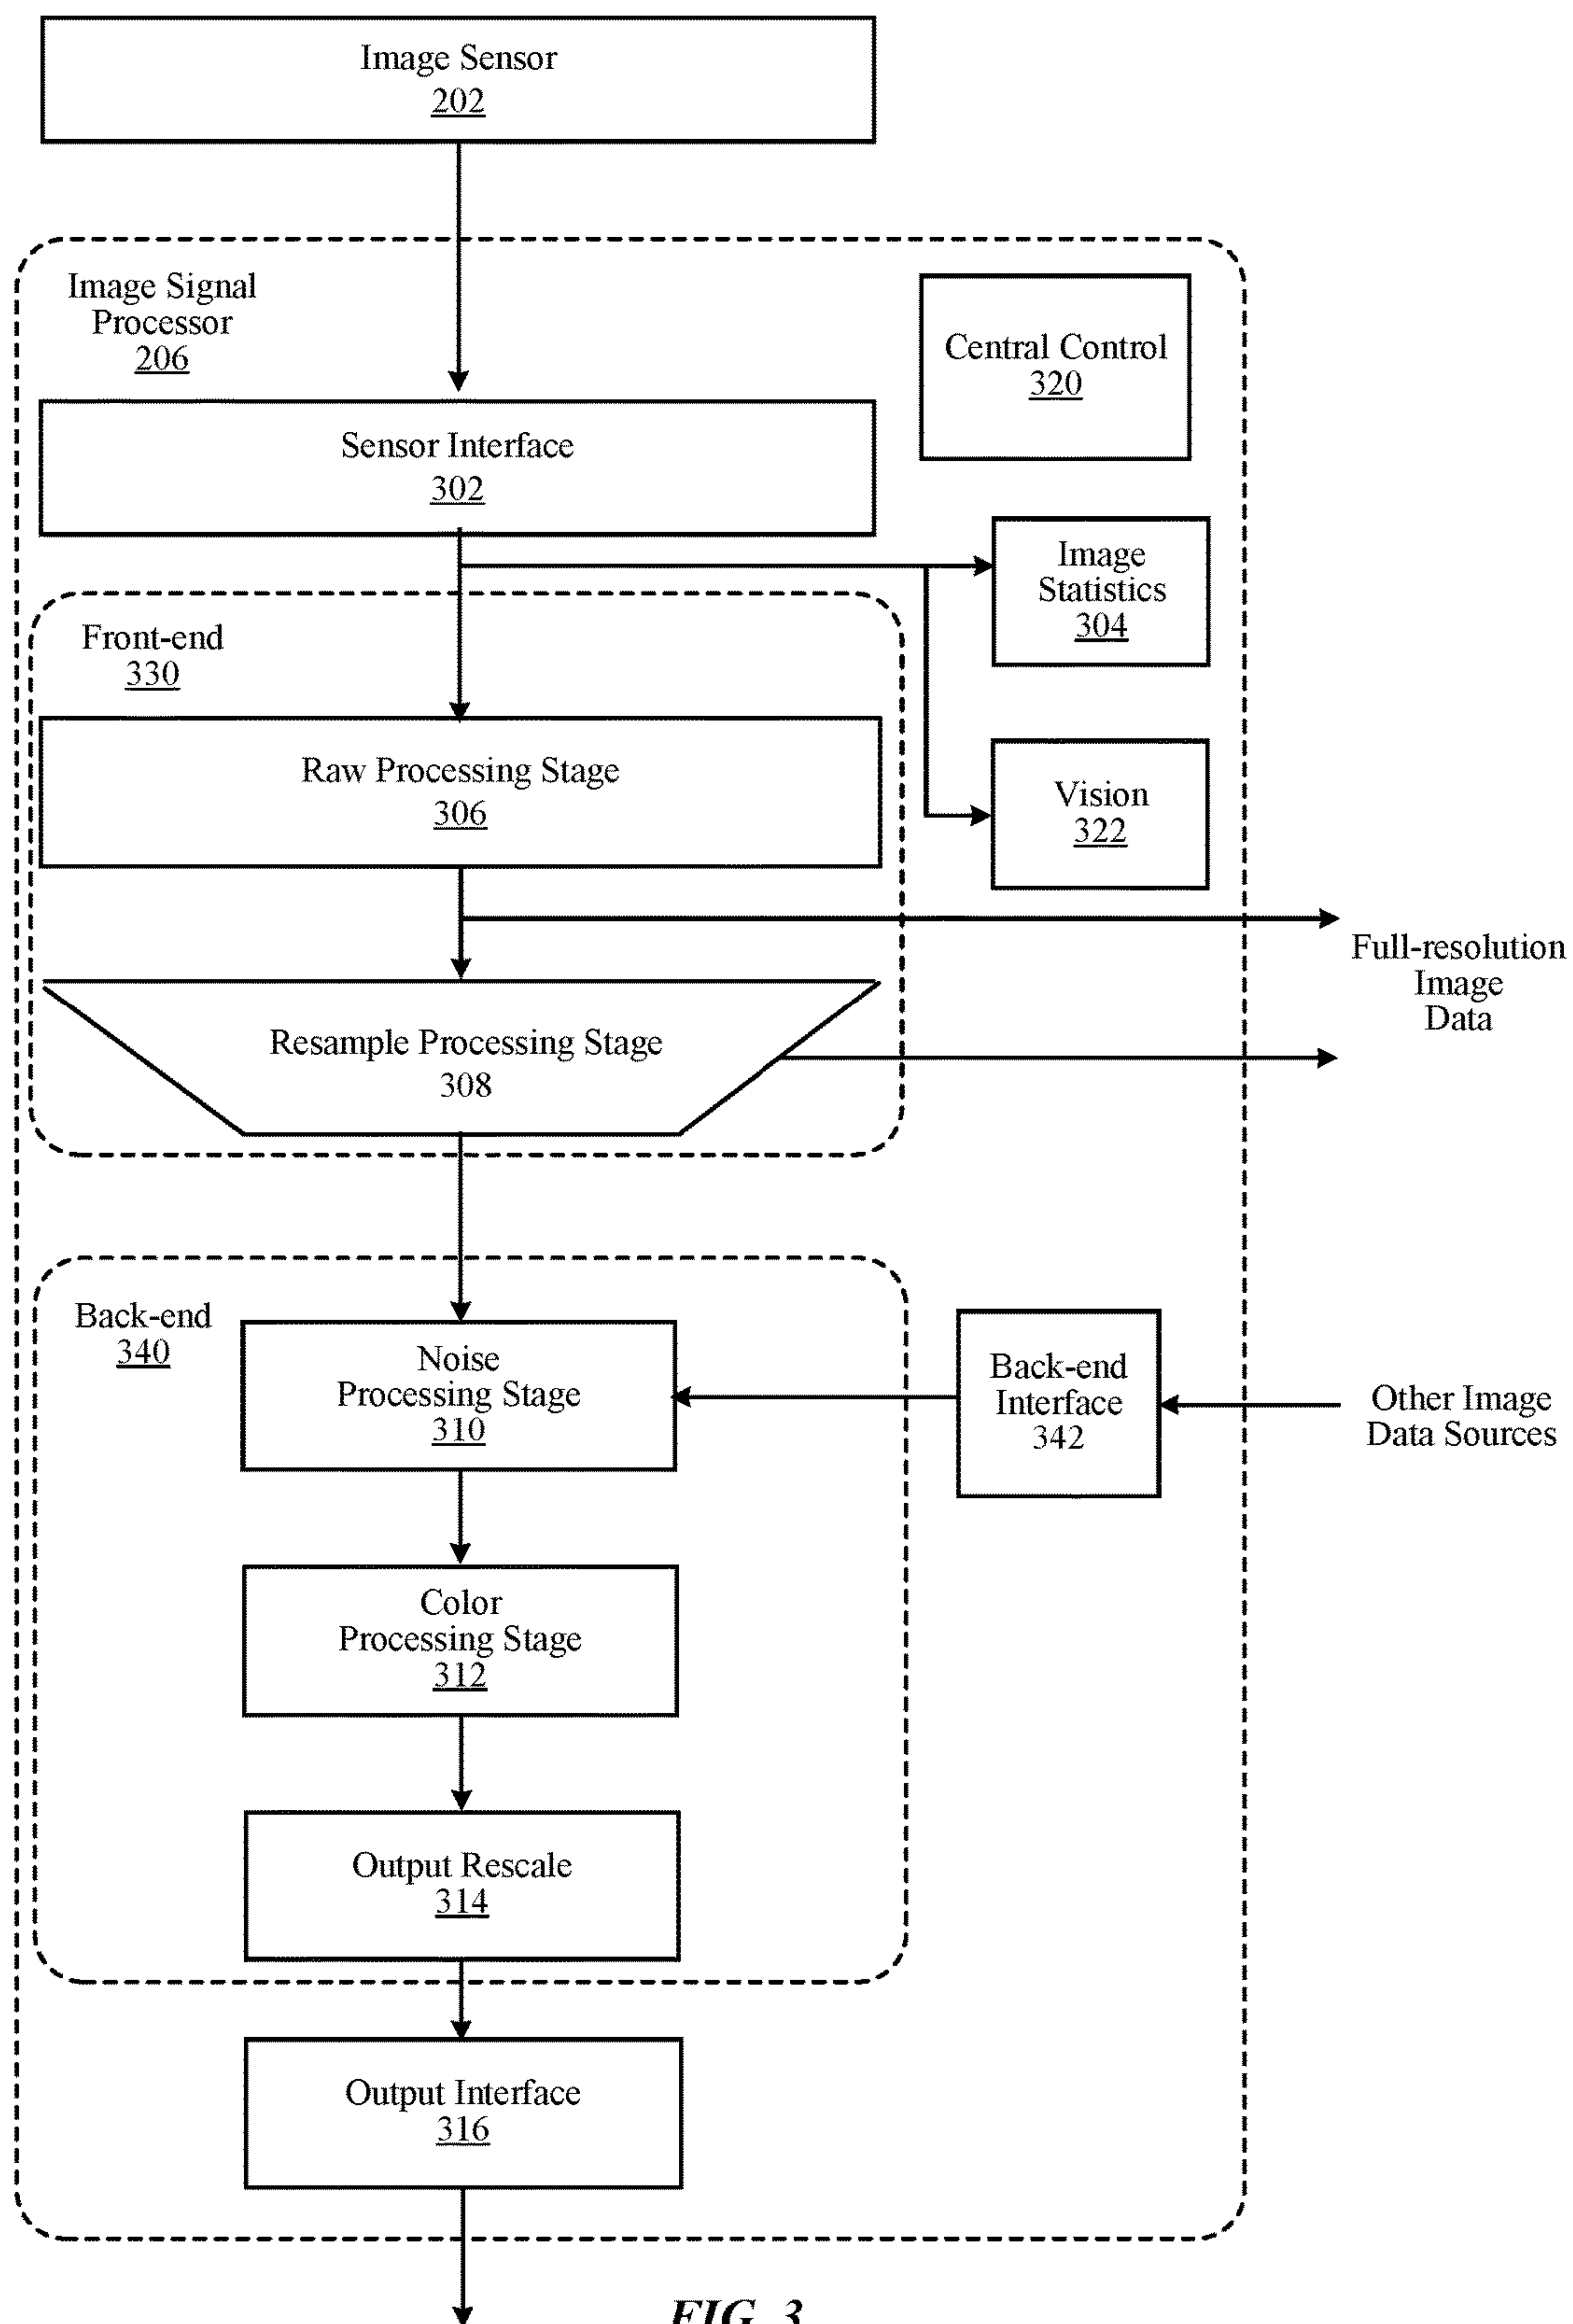 Image Sensor
202
Image Signal
Processor
206
Central Control
320
Sensor Interface
302
Image
Statistics
304
Front-end
330
Raw Processing Stage
306
Vision
322
Full-resolution
Image
Data
Resample Processing Stage
308
Back-end
340
Noise
Processing Stage
310
Back-end
Interface
342
Other Image
Data Sources
Color
Processing Stage
312
Output Rescale
314
Output Interface
316
FIG. 3